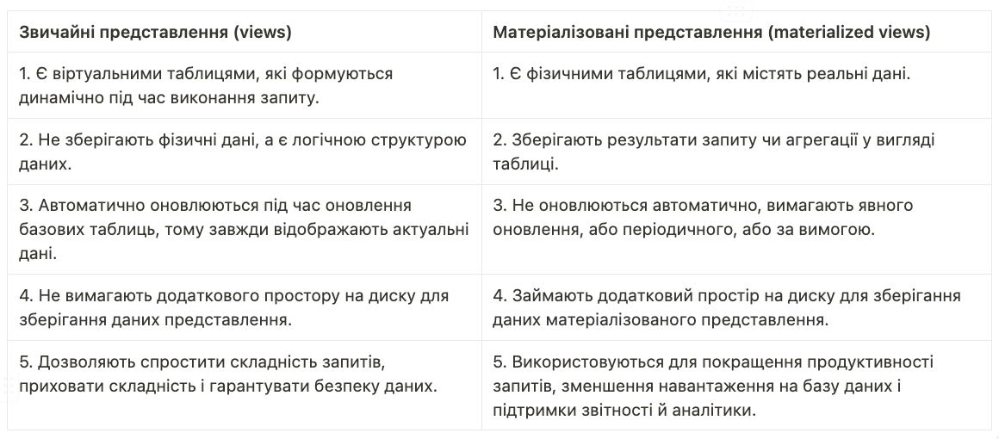 Звичайні представлення (views)
Матеріалізовані представлення (materialized views)
1. Є віртуальними таблицями, які формуються
динамічно під час виконання запиту.
1. Є фізичними таблицями, які містять реальні дані.
2. Не зберігають фізичні дані, а є логічною структурою
даних.
2. Зберігають результати запиту чи агрегації у вигляді
таблиці.
3. Автоматично оновлюються під час оновлення
базових таблиць, тому завжди відображають актуальні
дані.
3. Не оновлюються автоматично, вимагають явного
оновлення, або періодичного, або за вимогою.
4. Не вимагають додаткового простору на диску для
зберігання даних представлення.
4. Займають додатковий простір на диску для зберігання
даних матеріалізованого представлення.
5. Дозволяють спростити складність запитів,
приховати складність і гарантувати безпеку даних.
5. Використовуються для покращення продуктивності
запитів, зменшення навантаження на базу даних і
підтримки звітності й аналітики.